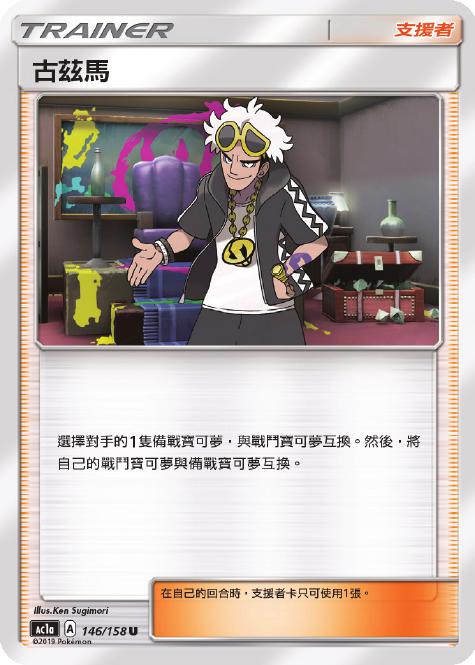 TRAINER 支援者
古茲馬
選擇對手的1隻備戰寶可夢，與戰鬥寶可夢互換。然後，將
自己的戰鬥寶可夢與備戰寶可夢互換。
在自己的回合時，支援者卡只可使用1張。
Illus.Ken Sugimori
AC1a A 146/158 U
©2019 Pokémon